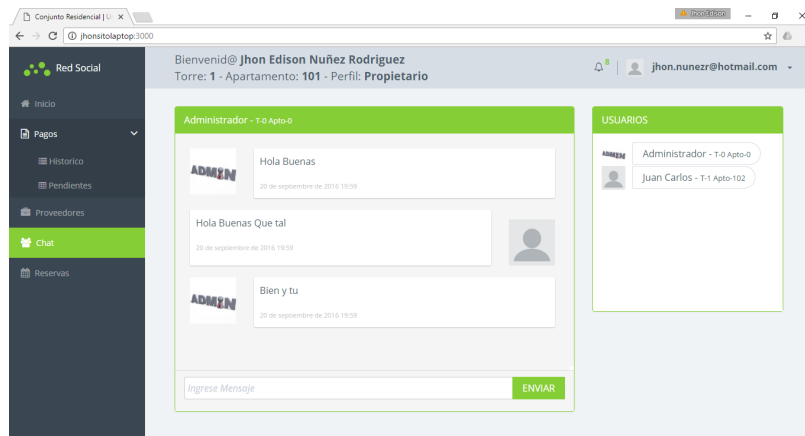 Conjunto Residencial | U
Jhon Edison
jhonsitolaptop:3000
Red Social
Bienvenid@ Jhon Edison Nuñez Rodriguez
Torre: 1 - Apartamento: 101 - Perfil: Propietario
8
jhon.nunezr@hotmail.com
Inicio
Pagos
Historico
Pendientes
Proveedores
Chat
Reservas
Administrador - T-0 Apto-0
ADMIN
Hola Buenas
20 de septiembre de 2016 19:59
Hola Buenas Que tal
20 de septiembre de 2016 19:59
ADMIN
Bien y tu
20 de septiembre de 2016 19:59
Ingrese Mensaje
ENVIAR
USUARIOS
ADMIN
Administrador - T-0 Apto-0
Juan Carlos - T-1 Apto-102